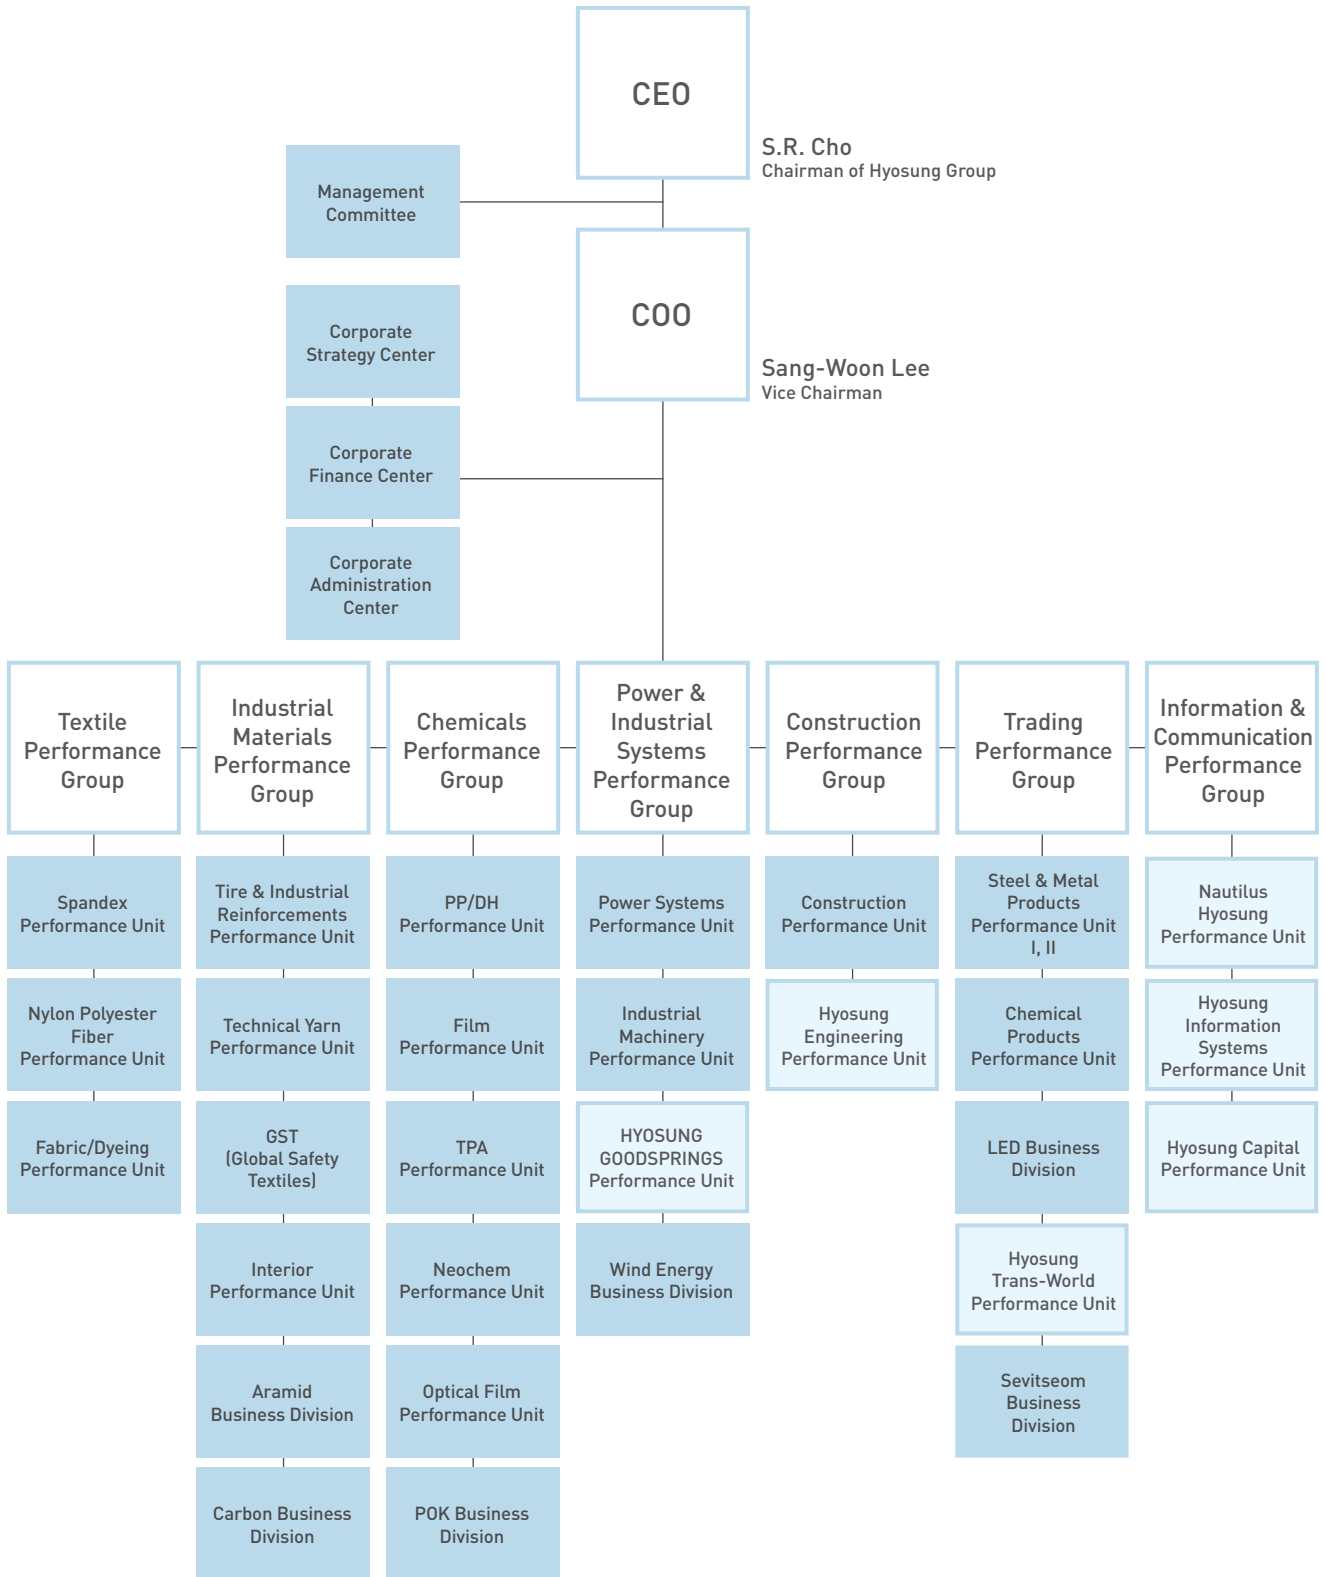 CEO
S.R. Cho
Chairman of Hyosung Group
Management
Committee
COO
Sang-Woon Lee
Vice Chairman
Corporate
Strategy Center
Corporate
Finance Center
Corporate
Administration
Center
Textile
Performance
Group
Industrial
Materials
Performance
Group
Chemicals
Performance
Group
Power &
Industrial
Systems
Performance
Group
Construction
Performance
Group
Trading
Performance
Group
Information &
Communication
Performance
Group
Spandex
Performance Unit
Nylon Polyester
Fiber
Performance Unit
Fabric/Dyeing
Performance Unit
Tire & Industrial
Reinforcements
Performance Unit
Technical Yarn
Performance Unit
GST
(Global Safety
Textiles)
Interior
Performance Unit
Aramid
Business Division
Carbon Business
Division
PP/DH
Performance Unit
Film
Performance Unit
TPA
Performance Unit
Neochem
Performance Unit
Optical Film
Performance Unit
POK Business
Division
Power Systems
Performance Unit
Industrial
Machinery
Performance Unit
HYOSUNG
GOODSPRINGS
Performance Unit
Wind Energy
Business Division
Construction
Performance Unit
Hyosung
Engineering
Performance Unit
Steel & Metal
Products
Performance Unit
I, II
Chemical
Products
Performance Unit
LED Business
Division
Hyosung
Trans-World
Performance Unit
Sevitseom
Business
Division
Nautilus
Hyosung
Performance Unit
Hyosung
Information
Systems
Performance Unit
Hyosung Capital
Performance Unit